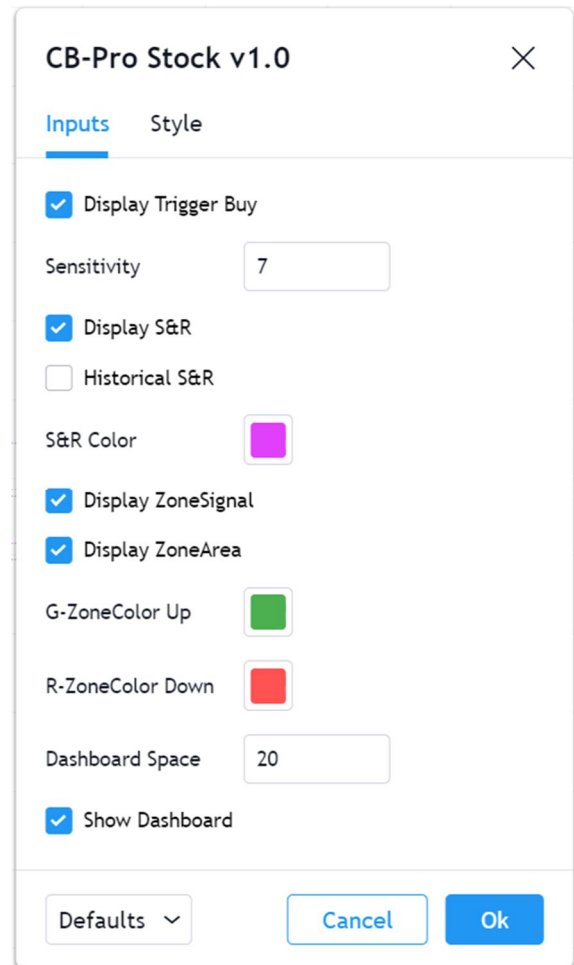 CB-Pro Stock v1.0
Inputs Style
Display Trigger Buy
Sensitivity 7
Display S&R
Historical S&R
S&R Color
Display ZoneSignal
Display ZoneArea
G-ZoneColor Up
R-ZoneColor Down
Dashboard Space 20
Show Dashboard
Defaults Cancel Ok